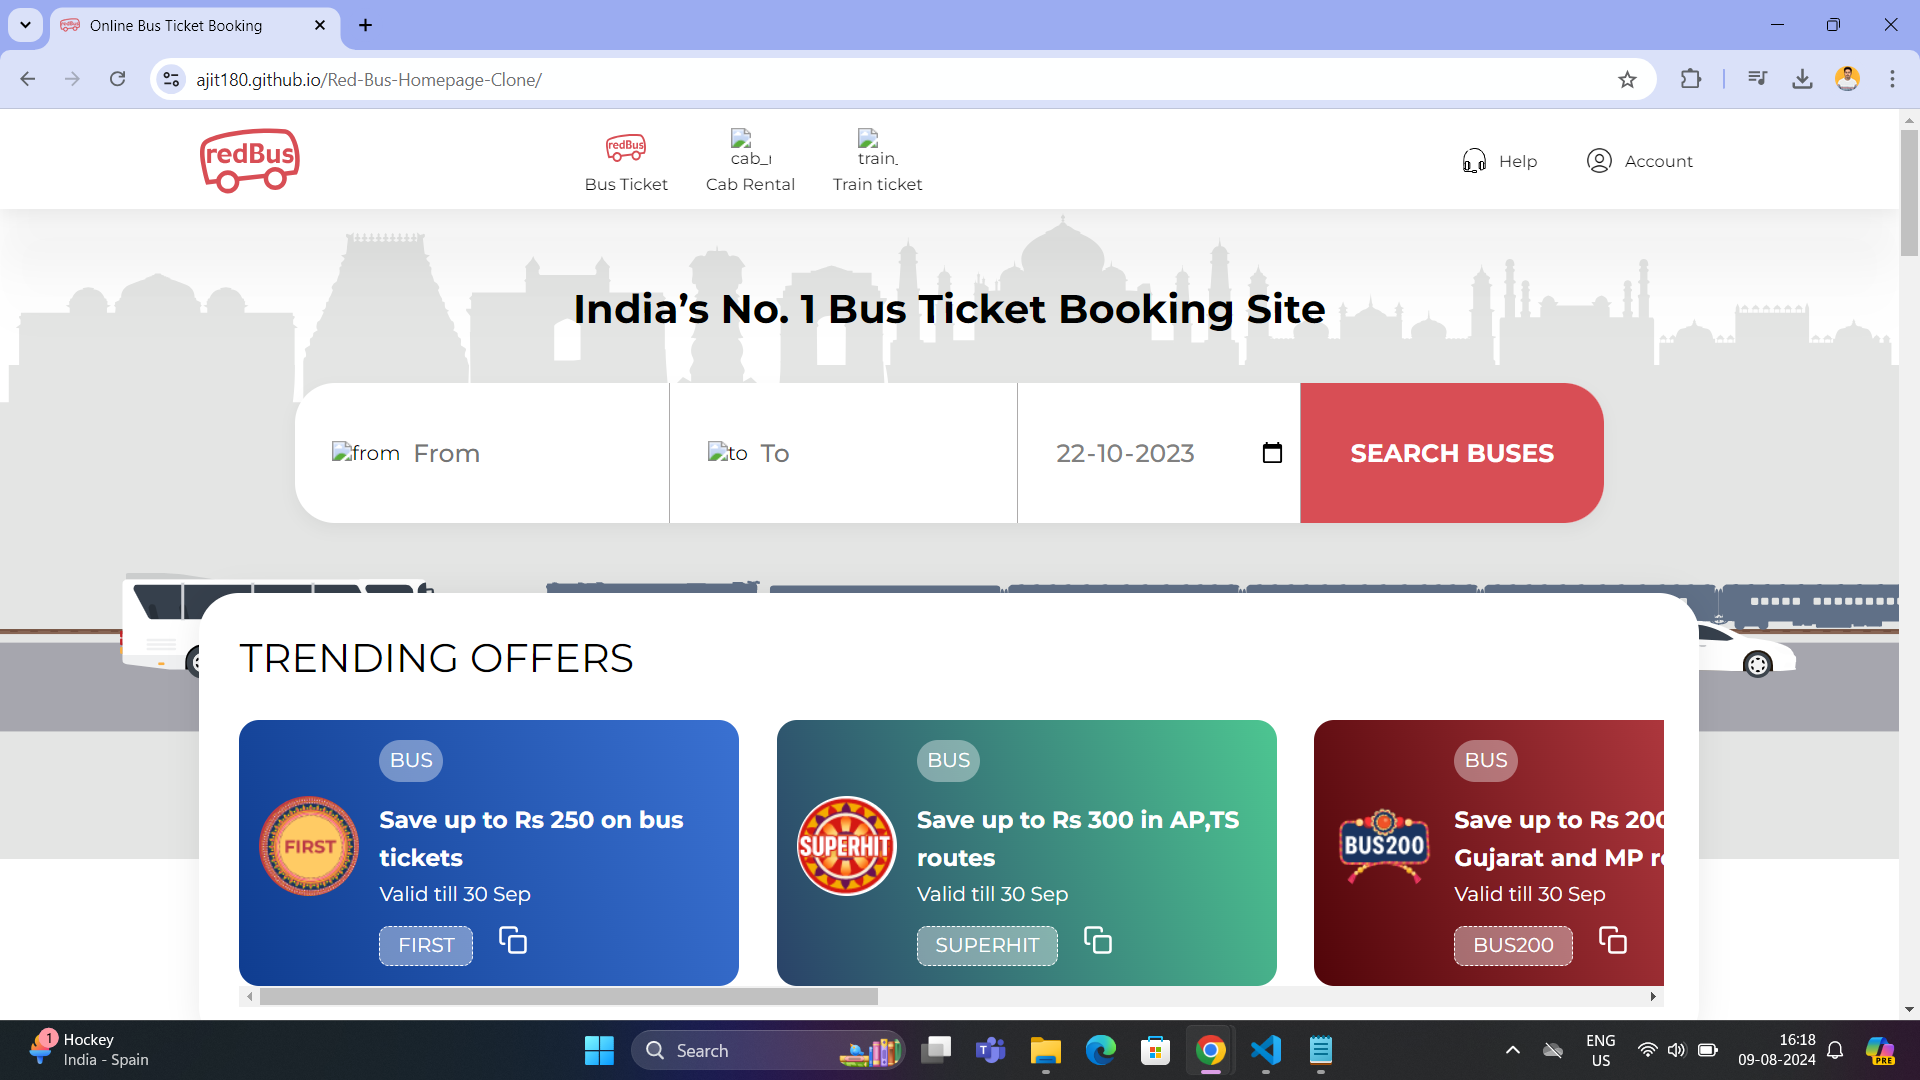 Online Bus Ticket Booking
ajit180.github.io/Red-Bus-Homepage-Clone/
redBus
redBus
Bus Ticket
cab_r
Cab Rental
train_
Train ticket
Help
Account
India’s No. 1 Bus Ticket Booking Site
from From
to To
22-10-2023
SEARCH BUSES
TRENDING OFFERS
BUS
FIRST
Save up to Rs 250 on bus
tickets
Valid till 30 Sep
FIRST
BUS
SUPERHIT
Save up to Rs 300 in AP,TS
routes
Valid till 30 Sep
SUPERHIT
BUS
BUS200
Save up to Rs 200
Gujarat and MP r
Valid till 30 Sep
BUS200
1
Hockey
India - Spain
Search
ENG
US
16:18
09-08-2024
PRE